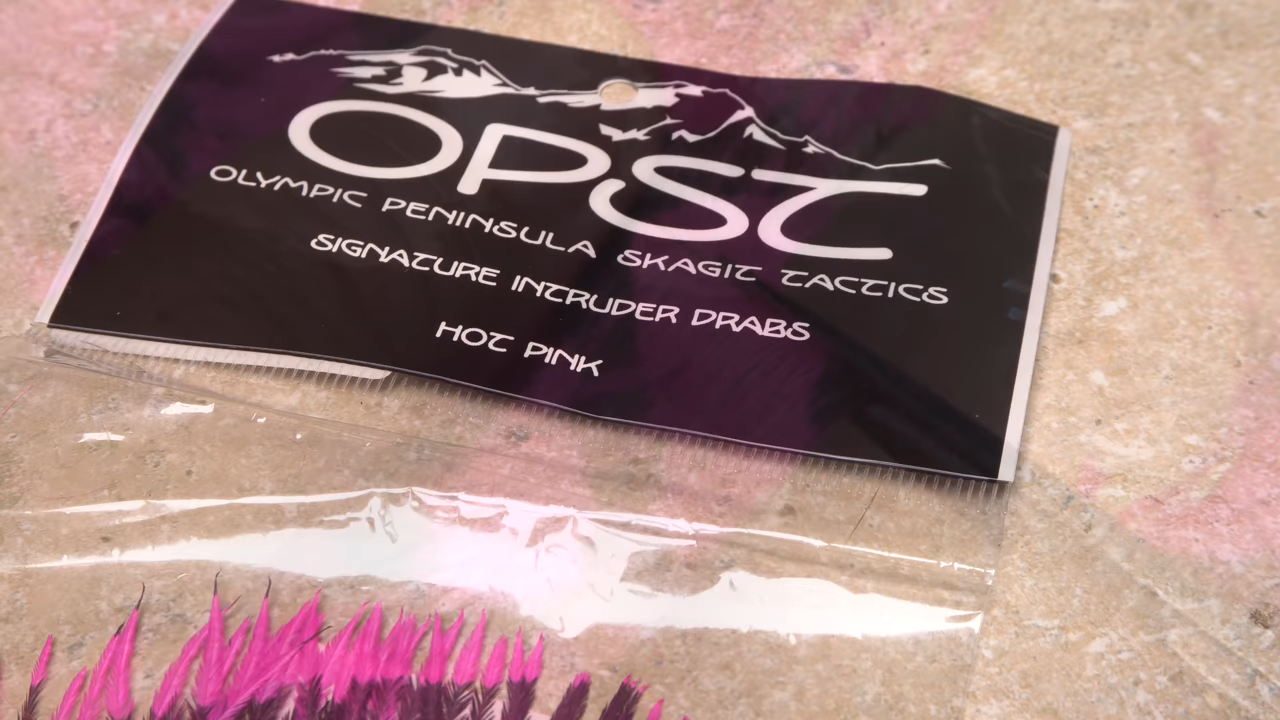 OPST
OLYMPIC PENINSULA SKAGIT TACTICS
SIGNATURE INTRUDER DRABS
HOT PINK